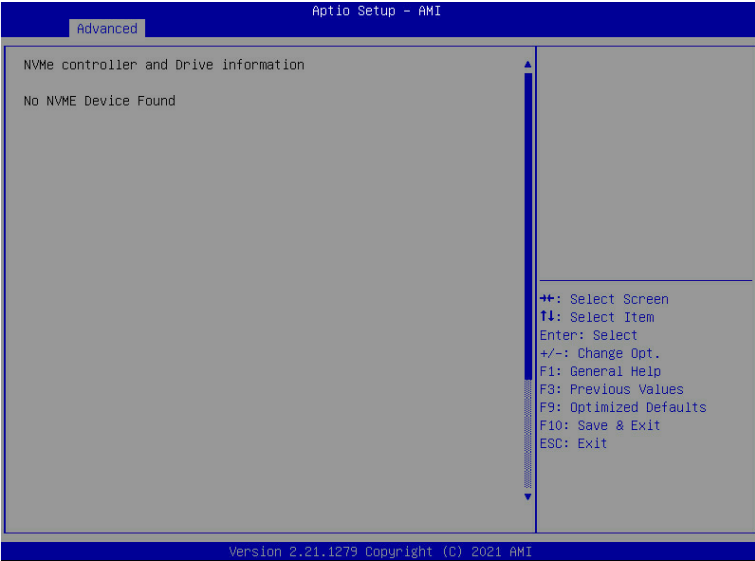 Aptio Setup – AMI
Advanced
NVMe controller and Drive information
No NVME Device Found
→←: Select Screen
↑↓: Select Item
Enter: Select
+/-: Change Opt.
F1: General Help
F3: Previous Values
F9: Optimized Defaults
F10: Save & Exit
ESC: Exit
Version 2.21.1279 Copyright (C) 2021 AMI